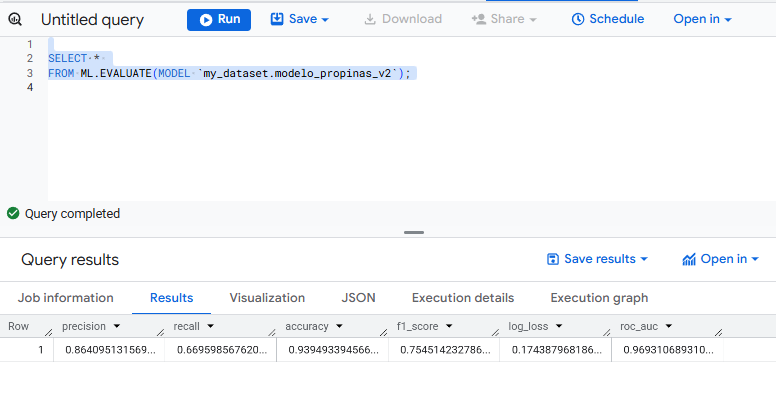 Untitled query Run Save Download Share Schedule Open in
1
2 SELECT *
3 FROM ML.EVALUATE(MODEL `my_dataset.modelo_propinas_v2`);
4
Query completed
Query results Save results Open in
Job information Results Visualization JSON Execution details Execution graph
Row precision recall accuracy f1_score log_loss roc_auc
1 0.864095131569... 0.669598567620... 0.939493394566... 0.754514232786... 0.174387968186... 0.969310689310...